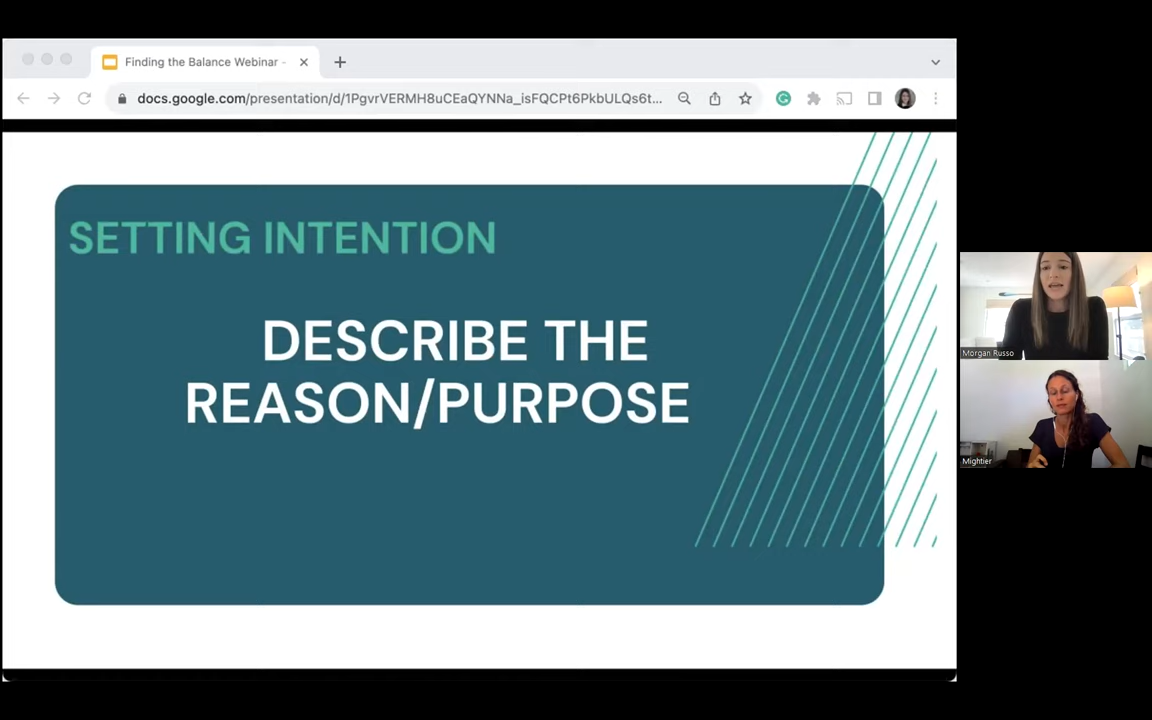 Finding the Balance Webinar -
docs.google.com/presentation/d/1PgvrVERMH8uCEaQYNNa_isFQCPt6PkbULQs6t...
SETTING INTENTION
DESCRIBE THE
REASON/PURPOSE
Morgan Russo
Mightier